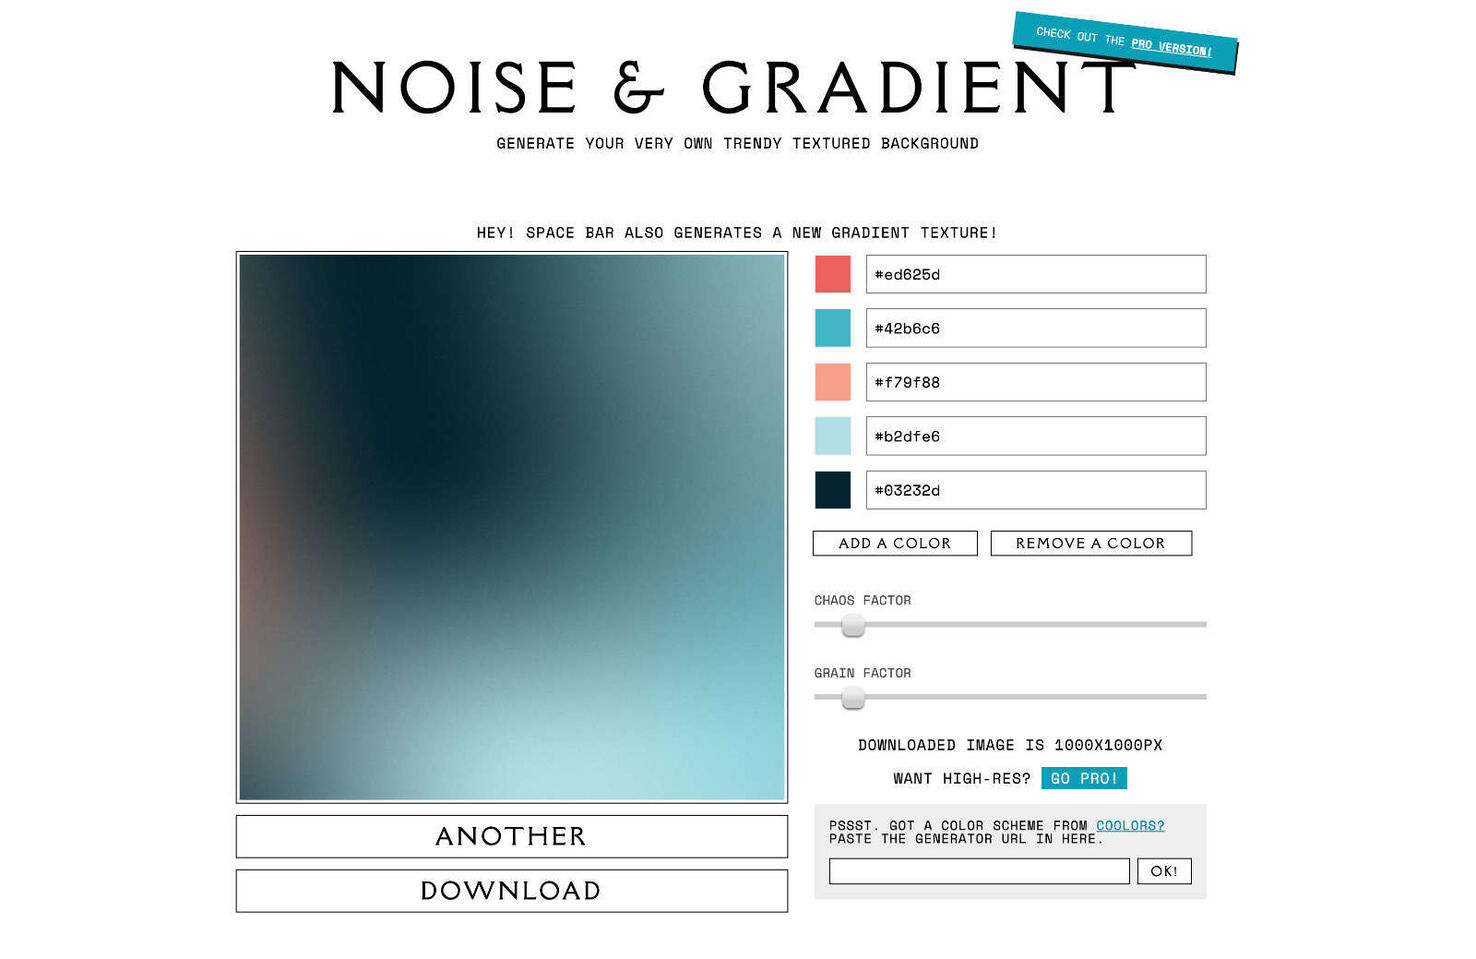 CHECK OUT THE PRO VERSION!
NOISE & GRADIENT
GENERATE YOUR VERY OWN TRENDY TEXTURED BACKGROUND
HEY! SPACE BAR ALSO GENERATES A NEW GRADIENT TEXTURE!
#ed625d
#42b6c6
#f79f88
#b2dfe6
#03232d
ADD A COLOR
REMOVE A COLOR
CHAOS FACTOR
GRAIN FACTOR
DOWNLOADED IMAGE IS 1000X1000PX
WANT HIGH-RES? GO PRO!
PSSST. GOT A COLOR SCHEME FROM COOLORS?
PASTE THE GENERATOR URL IN HERE.
OK!
ANOTHER
DOWNLOAD